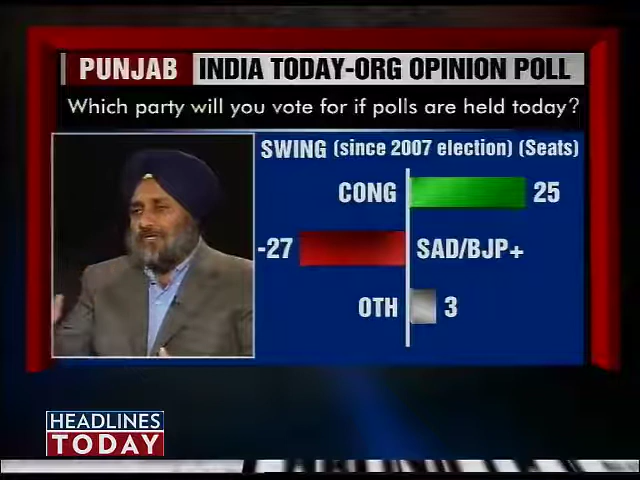 PUNJAB INDIA TODAY-ORG OPINION POLL
Which party will you vote for if polls are held today?
SWING (since 2007 election) (Seats)
CONG 25
-27 SAD/BJP+
OTH 3
HEADLINES
TODAY